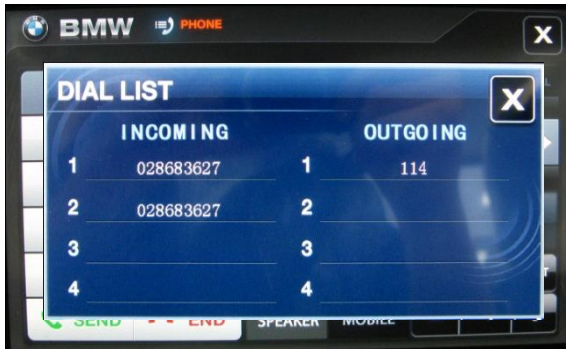 BMW PHONE X
DIAL LIST X
INCOMING OUTGOING
1 028683627 1 114
2 028683627 2
3 3
4 4
SEND END SPEAKER MOBILE